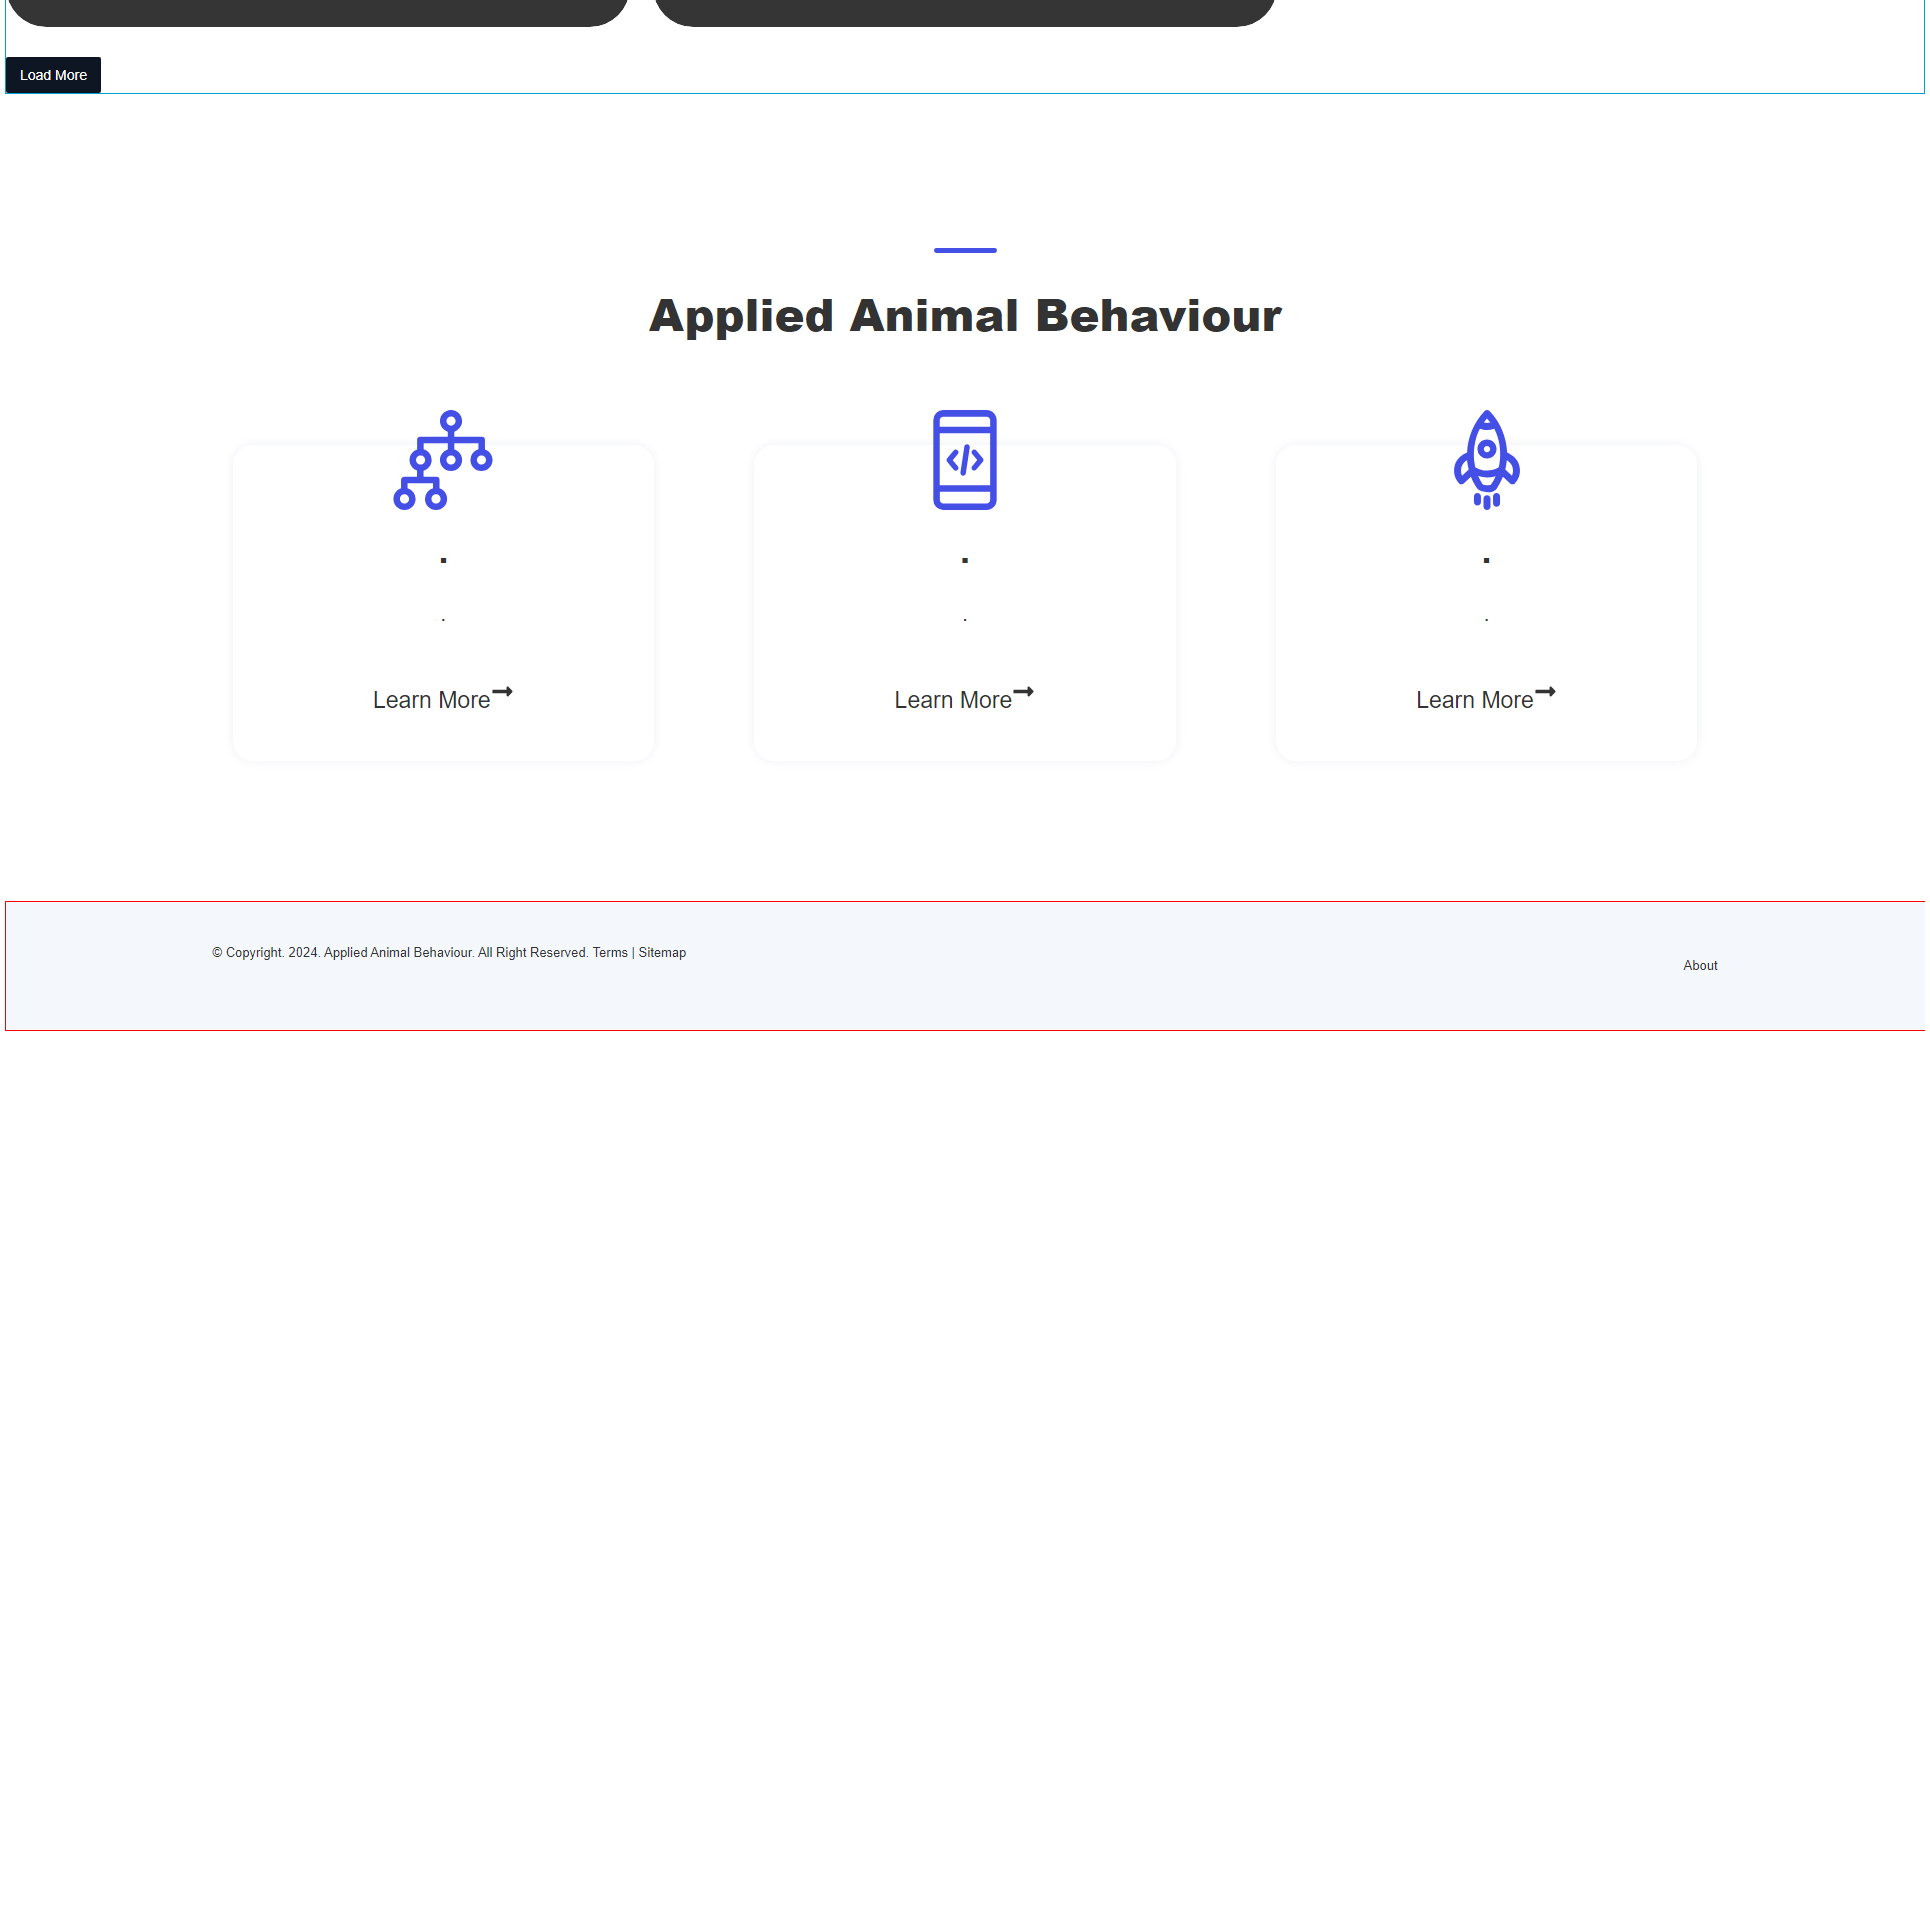 Load More
Applied Animal Behaviour
</>
. . .
. . .
Learn More Learn More Learn More
© Copyright. 2024. Applied Animal Behaviour. All Right Reserved. Terms | Sitemap
About